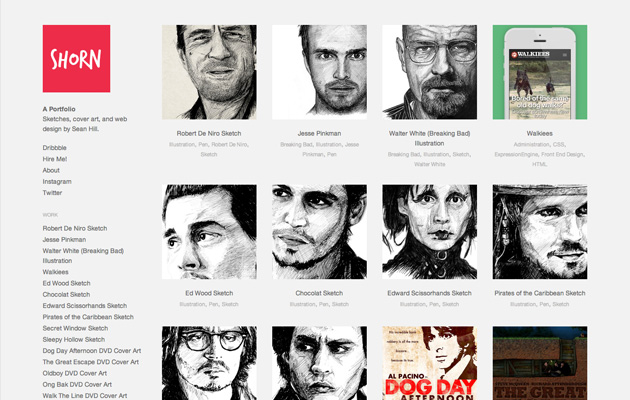 SHORN
A Portfolio
Sketches, cover art, and web
design by Sean Hill.
Dribbble
Hire Me!
About
Instagram
Twitter
WORK
Robert De Niro Sketch
Jesse Pinkman
Walter White (Breaking Bad)
Illustration
Walkiees
Ed Wood Sketch
Chocolat Sketch
Edward Scissorhands Sketch
Pirates of the Caribbean Sketch
Secret Window Sketch
Sleepy Hollow Sketch
Dog Day Afternoon DVD Cover Art
The Great Escape DVD Cover Art
Oldboy DVD Cover Art
Ong Bak DVD Cover Art
Walk The Line DVD Cover Art
Robert De Niro Sketch
Illustration, Pen, Robert De Niro,
Sketch
Jesse Pinkman
Breaking Bad, Illustration, Jesse
Pinkman, Pen
Walter White (Breaking Bad)
Illustration
Breaking Bad, Illustration, Sketch,
Walter White
WALKIEES
Bored of the same
old dog walks?
Walkiees
Administration, CSS,
ExpressionEngine, Front End Design,
HTML
Ed Wood Sketch
Illustration, Pen, Sketch
Chocolat Sketch
Illustration, Pen, Sketch
Edward Scissorhands Sketch
Illustration, Pen, Sketch
Pirates of the Caribbean Sketch
Illustration, Pen, Sketch
AL PACINO
DOG DAY
AFTERNOON
THE GREAT